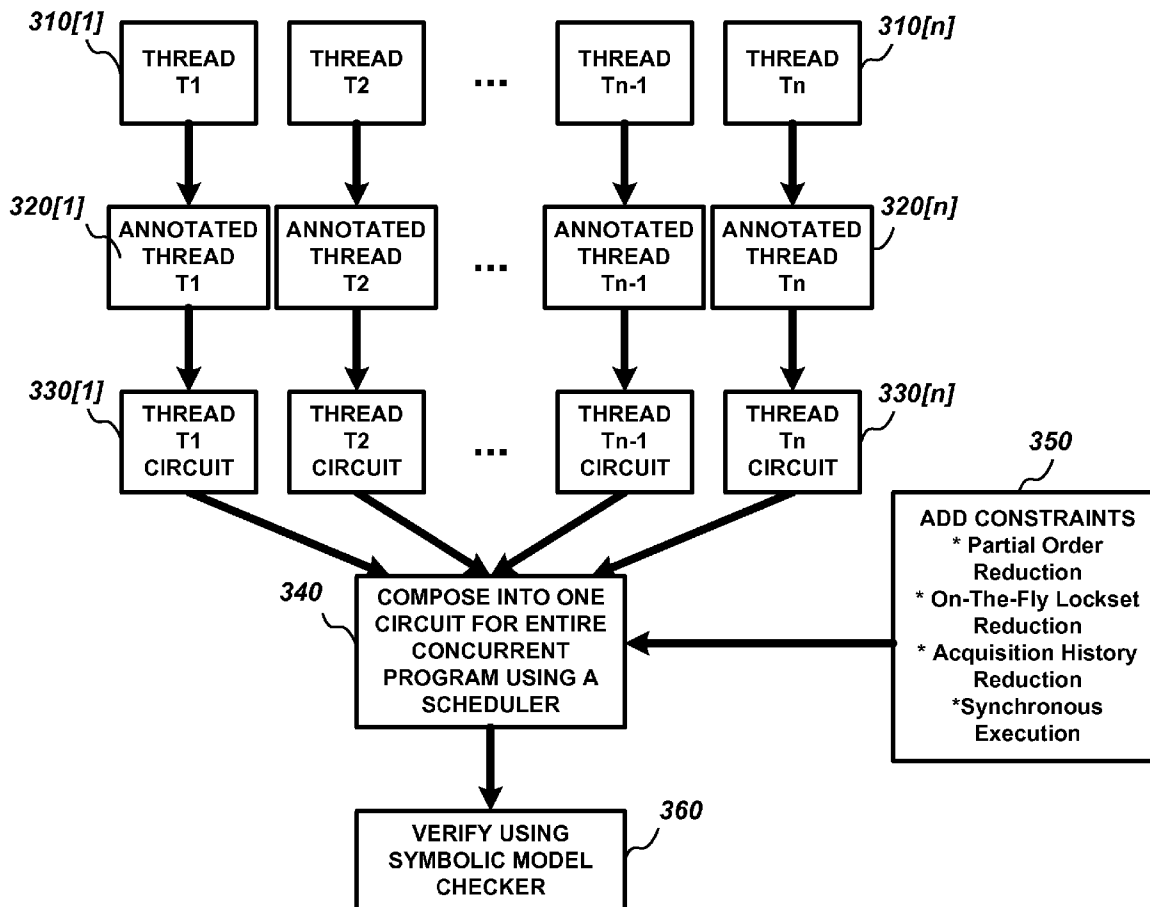 310[1]
310[n]
THREAD
T1
THREAD
T2
...
THREAD
Tn-1
THREAD
Tn
320[1]
320[n]
ANNOTATED
THREAD
T1
ANNOTATED
THREAD
T2
...
ANNOTATED
THREAD
Tn-1
ANNOTATED
THREAD
Tn
330[1]
330[n]
THREAD
T1
CIRCUIT
THREAD
T2
CIRCUIT
...
THREAD
Tn-1
CIRCUIT
THREAD
Tn
CIRCUIT
350
ADD CONSTRAINTS
* Partial Order
Reduction
* On-The-Fly Lockset
Reduction
* Acquisition History
Reduction
*Synchronous
Execution
340
COMPOSE INTO ONE
CIRCUIT FOR ENTIRE
CONCURRENT
PROGRAM USING A
SCHEDULER
360
VERIFY USING
SYMBOLIC MODEL
CHECKER